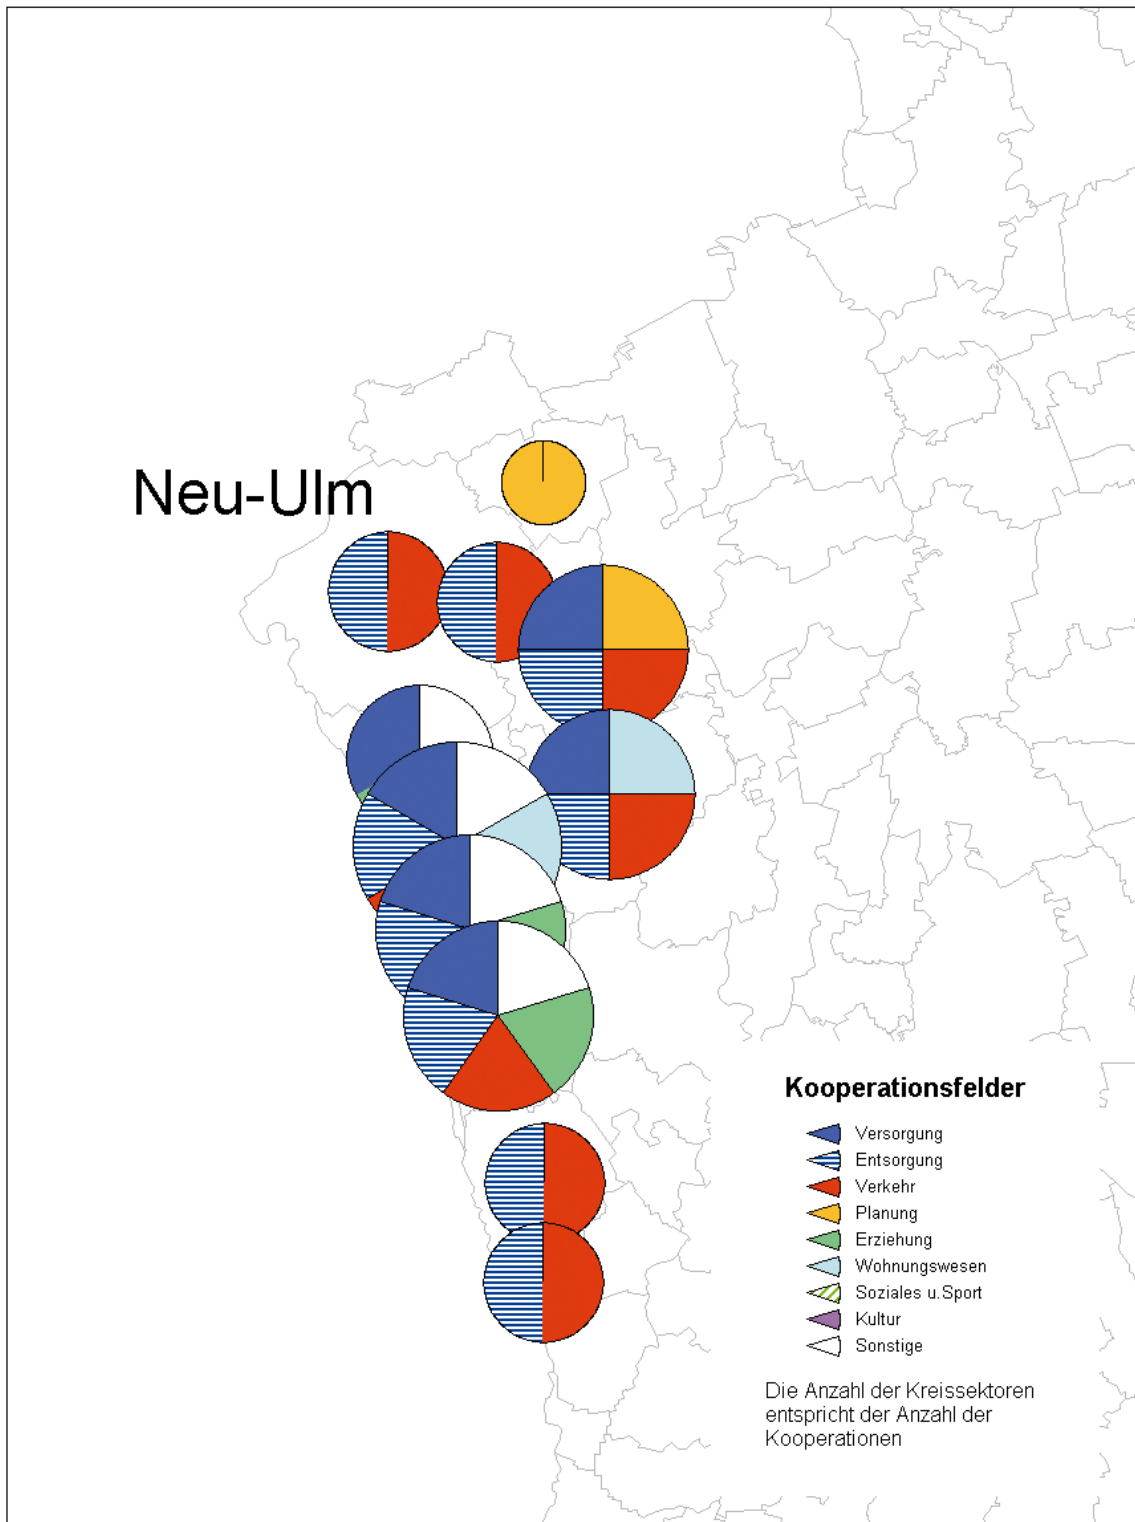 Neu-Ulm
Kooperationsfelder
Versorgung
Entsorgung
Verkehr
Planung
Erziehung
Wohnungswesen
Soziales u.Sport
Kultur
Sonstige
Die Anzahl der Kreissektoren
entspricht der Anzahl der
Kooperationen